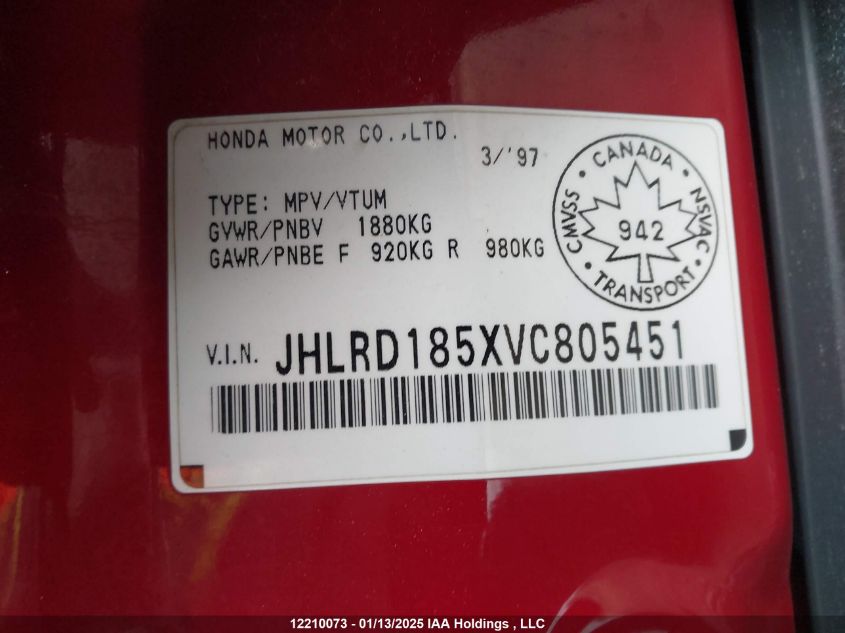 HONDA MOTOR CO.,LTD.
3/'97
TYPE: MPV/VTUM
GVWR/PNBV 1880KG
GAWR/PNBE F 920KG R 980KG
CANADA
CMVSS
NSVAC
942
TRANSPORT
V.I.N. JHLRD185XVC805451
12210073 - 01/13/2025 IAA Holdings , LLC